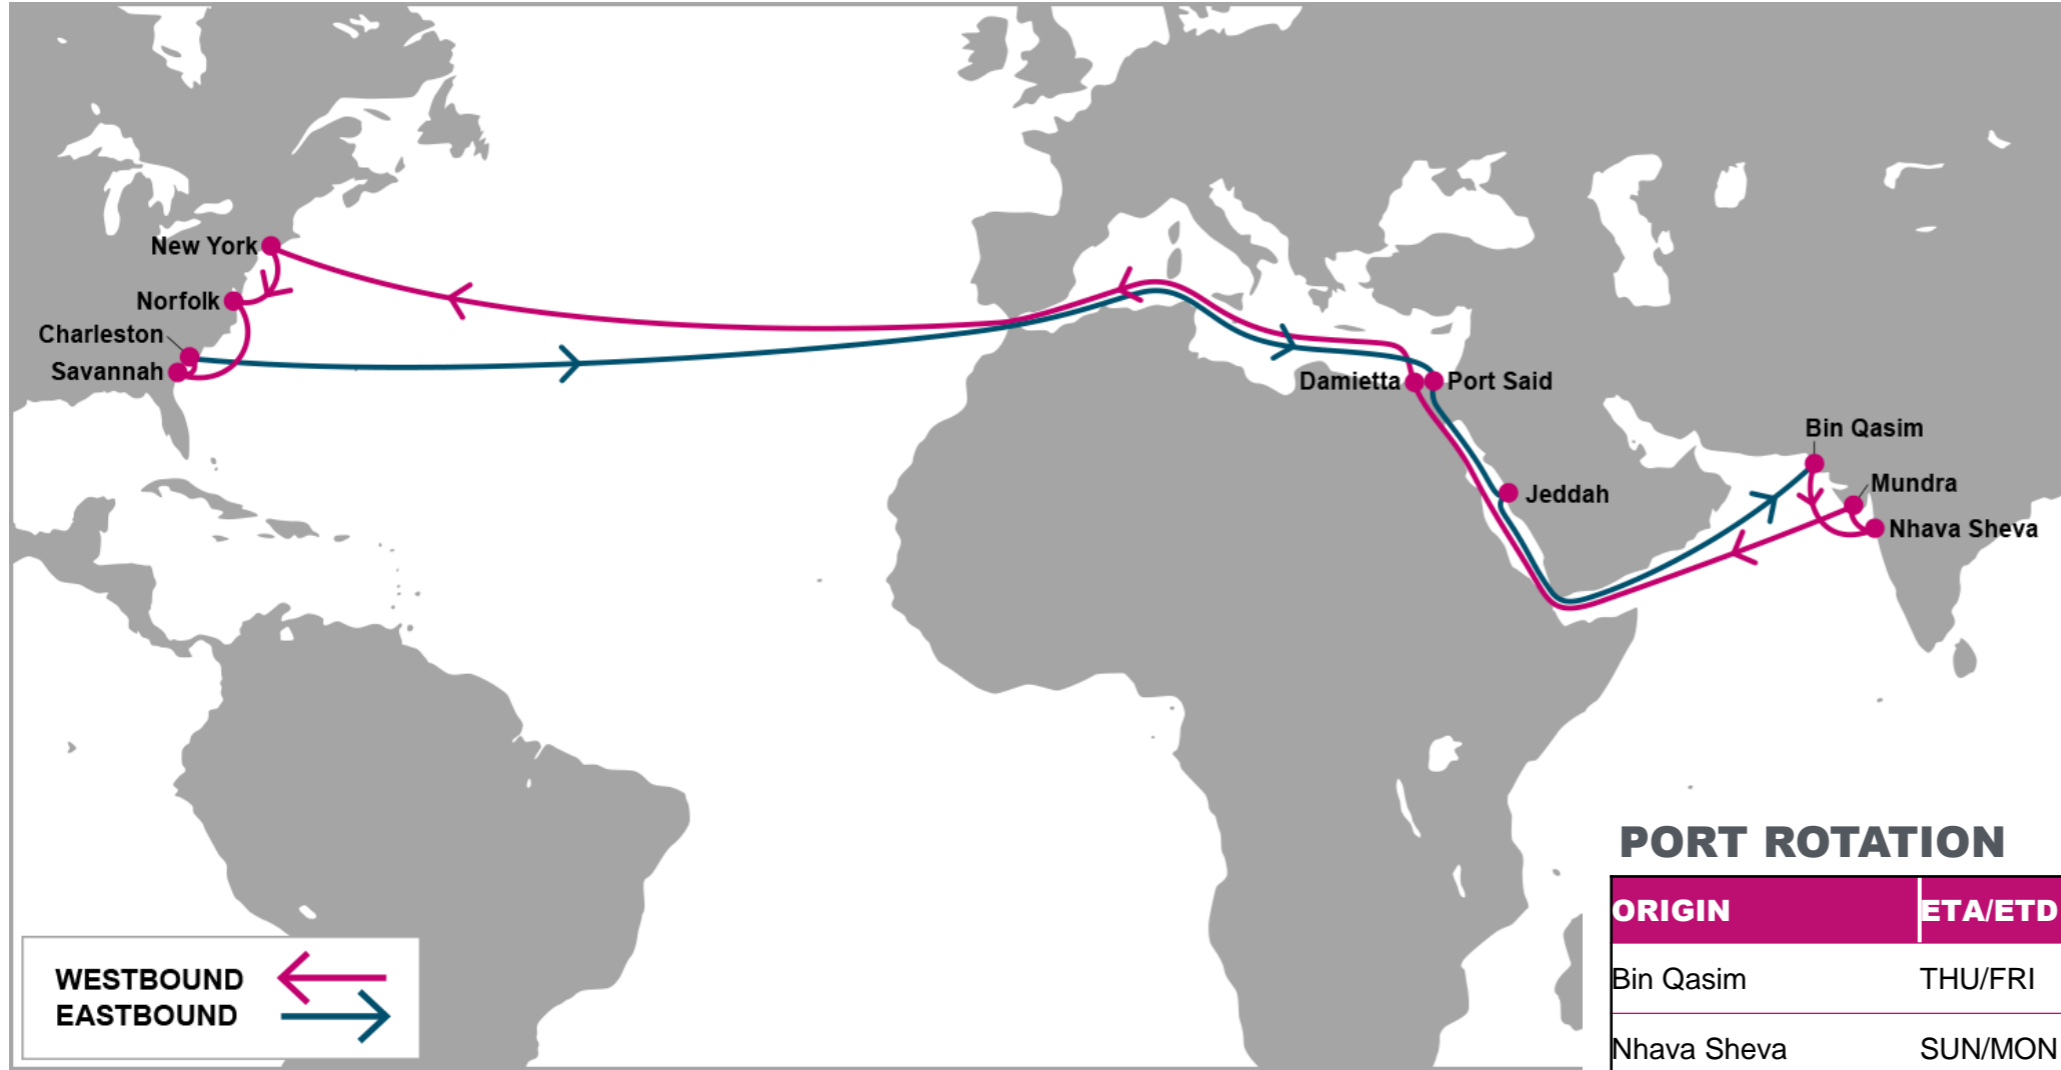 New York
Norfolk
Charleston
Savannah
Damietta
Port Said
Jeddah
Bin Qasim
Mundra
Nhava Sheva
WESTBOUND
EASTBOUND
PORT ROTATION
ORIGIN ETA/ETD
Bin Qasim THU/FRI
Nhava Sheva SUN/MON